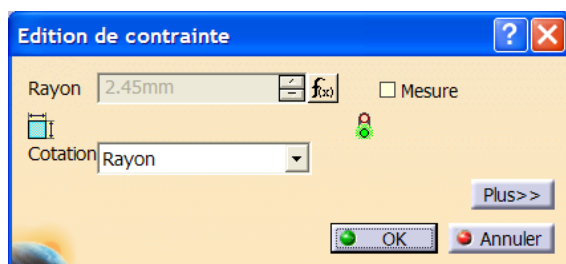 Edition de contrainte
Rayon 2.45mm f(x) Mesure
Cotation Rayon
Plus>>
OK Annuler